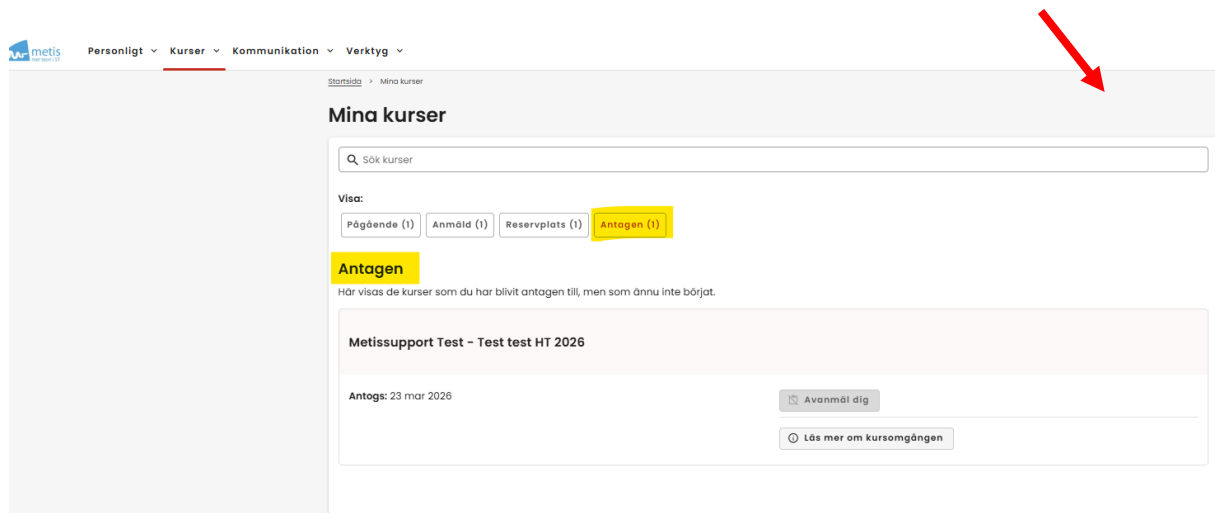 metis
Personligt Kurser Kommunikation Verktyg
Startsida > Mina kurser
Mina kurser
Sök kurser
Visa:
Pågående (1) Anmäld (1) Reservplats (1) Antagen (1)
Antagen
Här visas de kurser som du har blivit antagen till, men som ännu inte börjat.
Metissupport Test - Test test HT 2026
Antogs: 23 mar 2026
Avanmäl dig
Läs mer om kursomgången